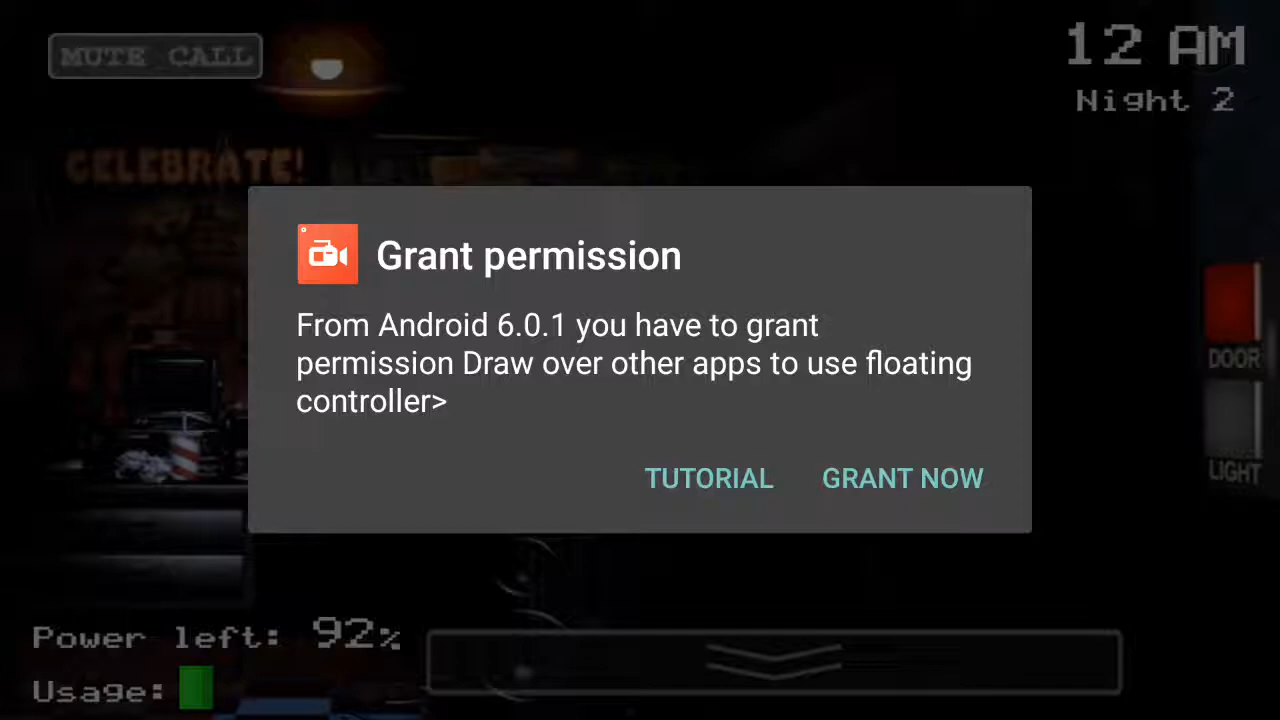 MUTE CALL
12 AM
Night 2
CELEBRATE!
Grant permission
From Android 6.0.1 you have to grant
permission Draw over other apps to use floating
controller>
TUTORIAL GRANT NOW
DOOR
LIGHT
Power left: 92%
Usage: